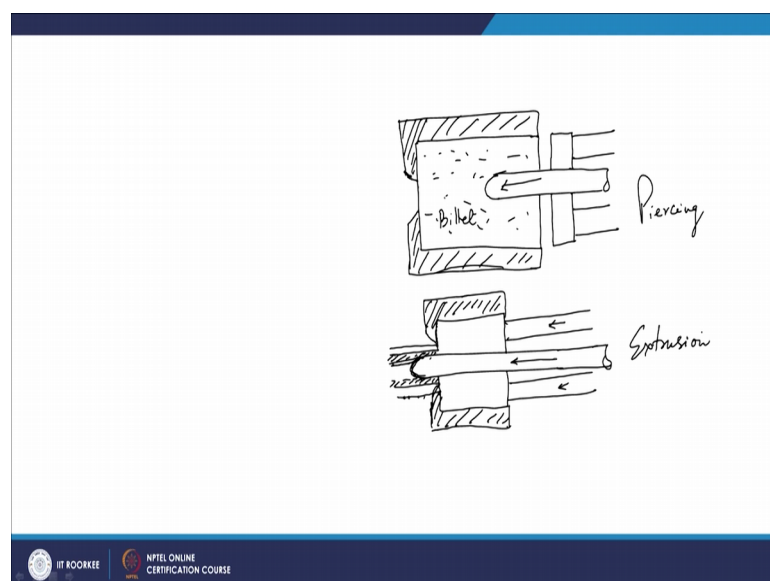 Billet
Piercing
Extrusion
IIT ROORKEE
NPTEL ONLINE
CERTIFICATION COURSE